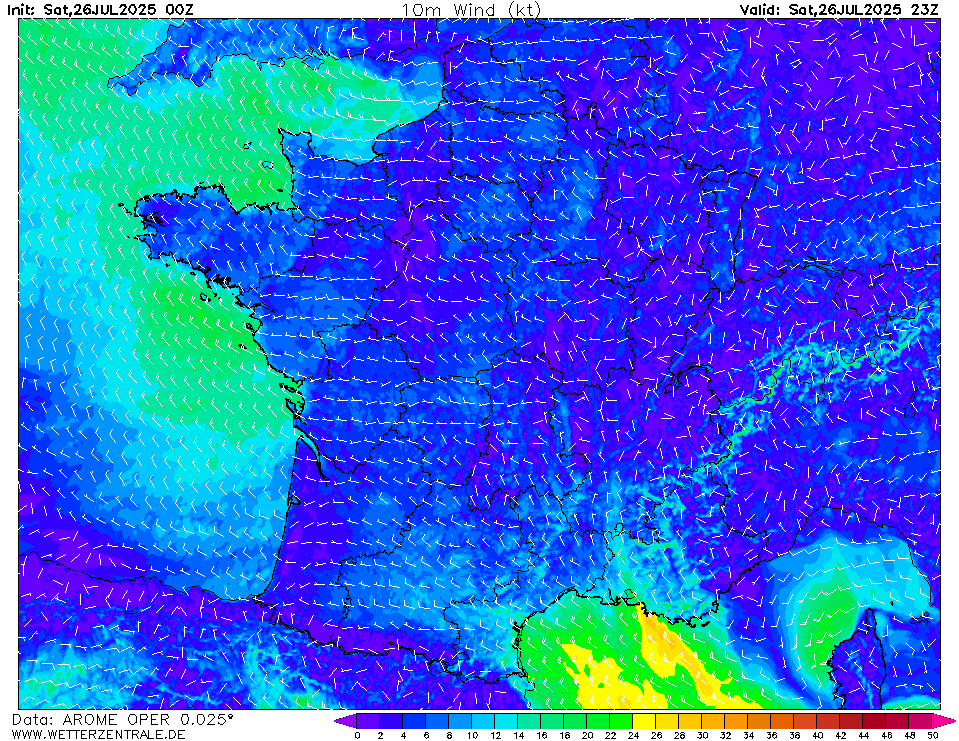 Init: Sat,26JUL2025 00Z 10m Wind (kt) Valid: Sat,26JUL2025 23Z
Data: AROME OPER 0.025°
WWW.WETTERZENTRALE.DE
0 2 4 6 8 10 12 14 16 18 20 22 24 26 28 30 32 34 36 38 40 42 44 46 48 50